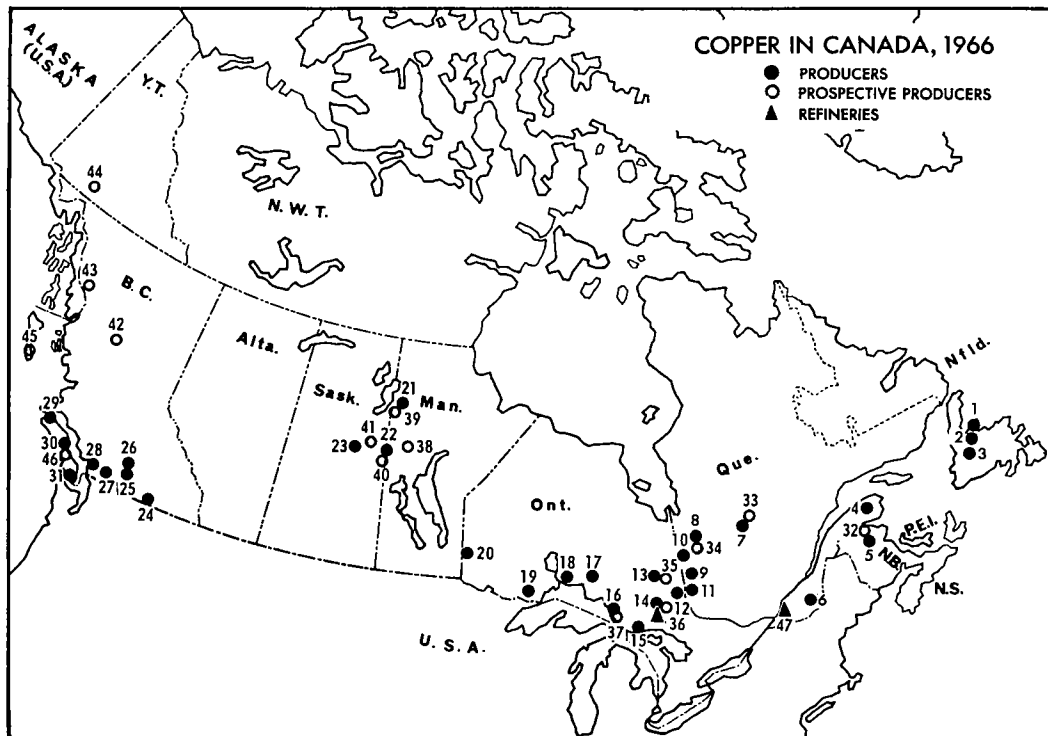 COPPER IN CANADA, 1966
PRODUCERS
PROSPECTIVE PRODUCERS
REFINERIES
ALASKA
(U.S.A)
Y.T.
N.W.T.
B.C.
Alta.
Sask.
Man.
Ont.
Que.
Nfld.
P.E.I.
N.B.
N.S.
U.S.A.
44
43
42
45
29
30
46
31
28
27
26
25
24
21
39
41
22
23
38
40
20
19
18
17
16
37
15
13
35
14
12
36
10
8
34
9
11
33
7
1
2
3
4
32
5
6
47